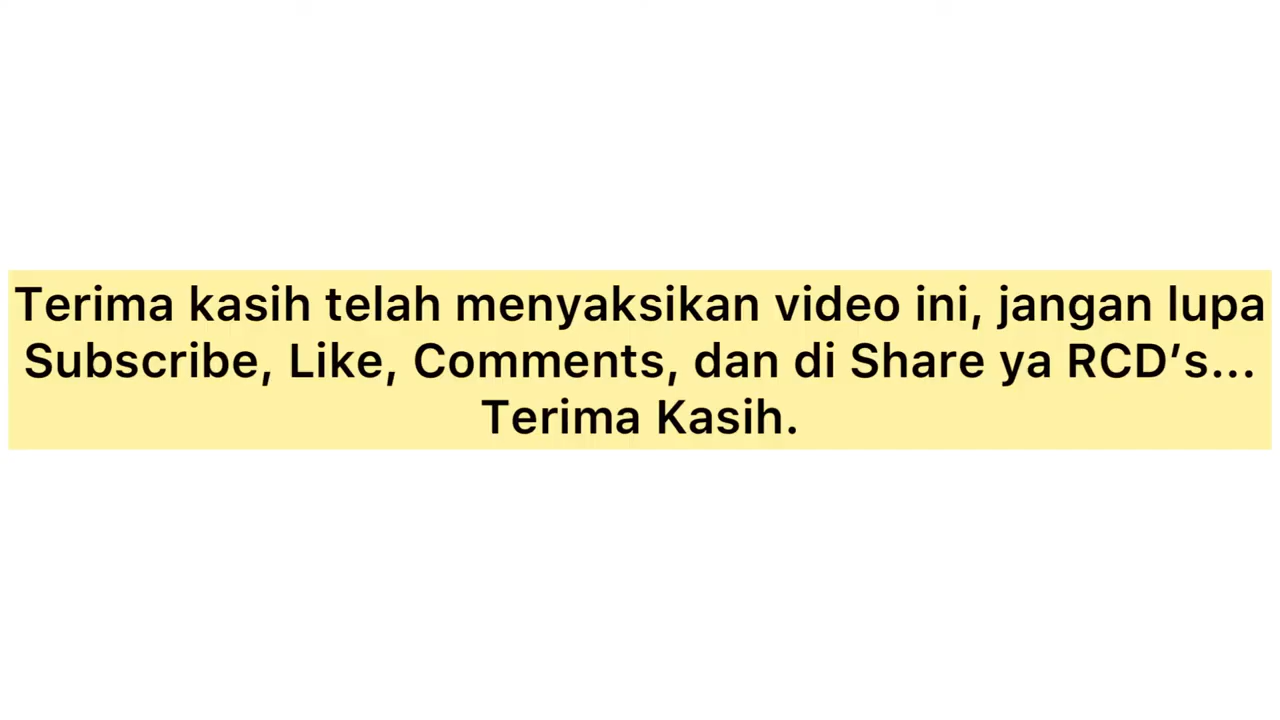 Terima kasih telah menyaksikan video ini, jangan lupa
Subscribe, Like, Comments, dan di Share ya RCD’s...
Terima Kasih.